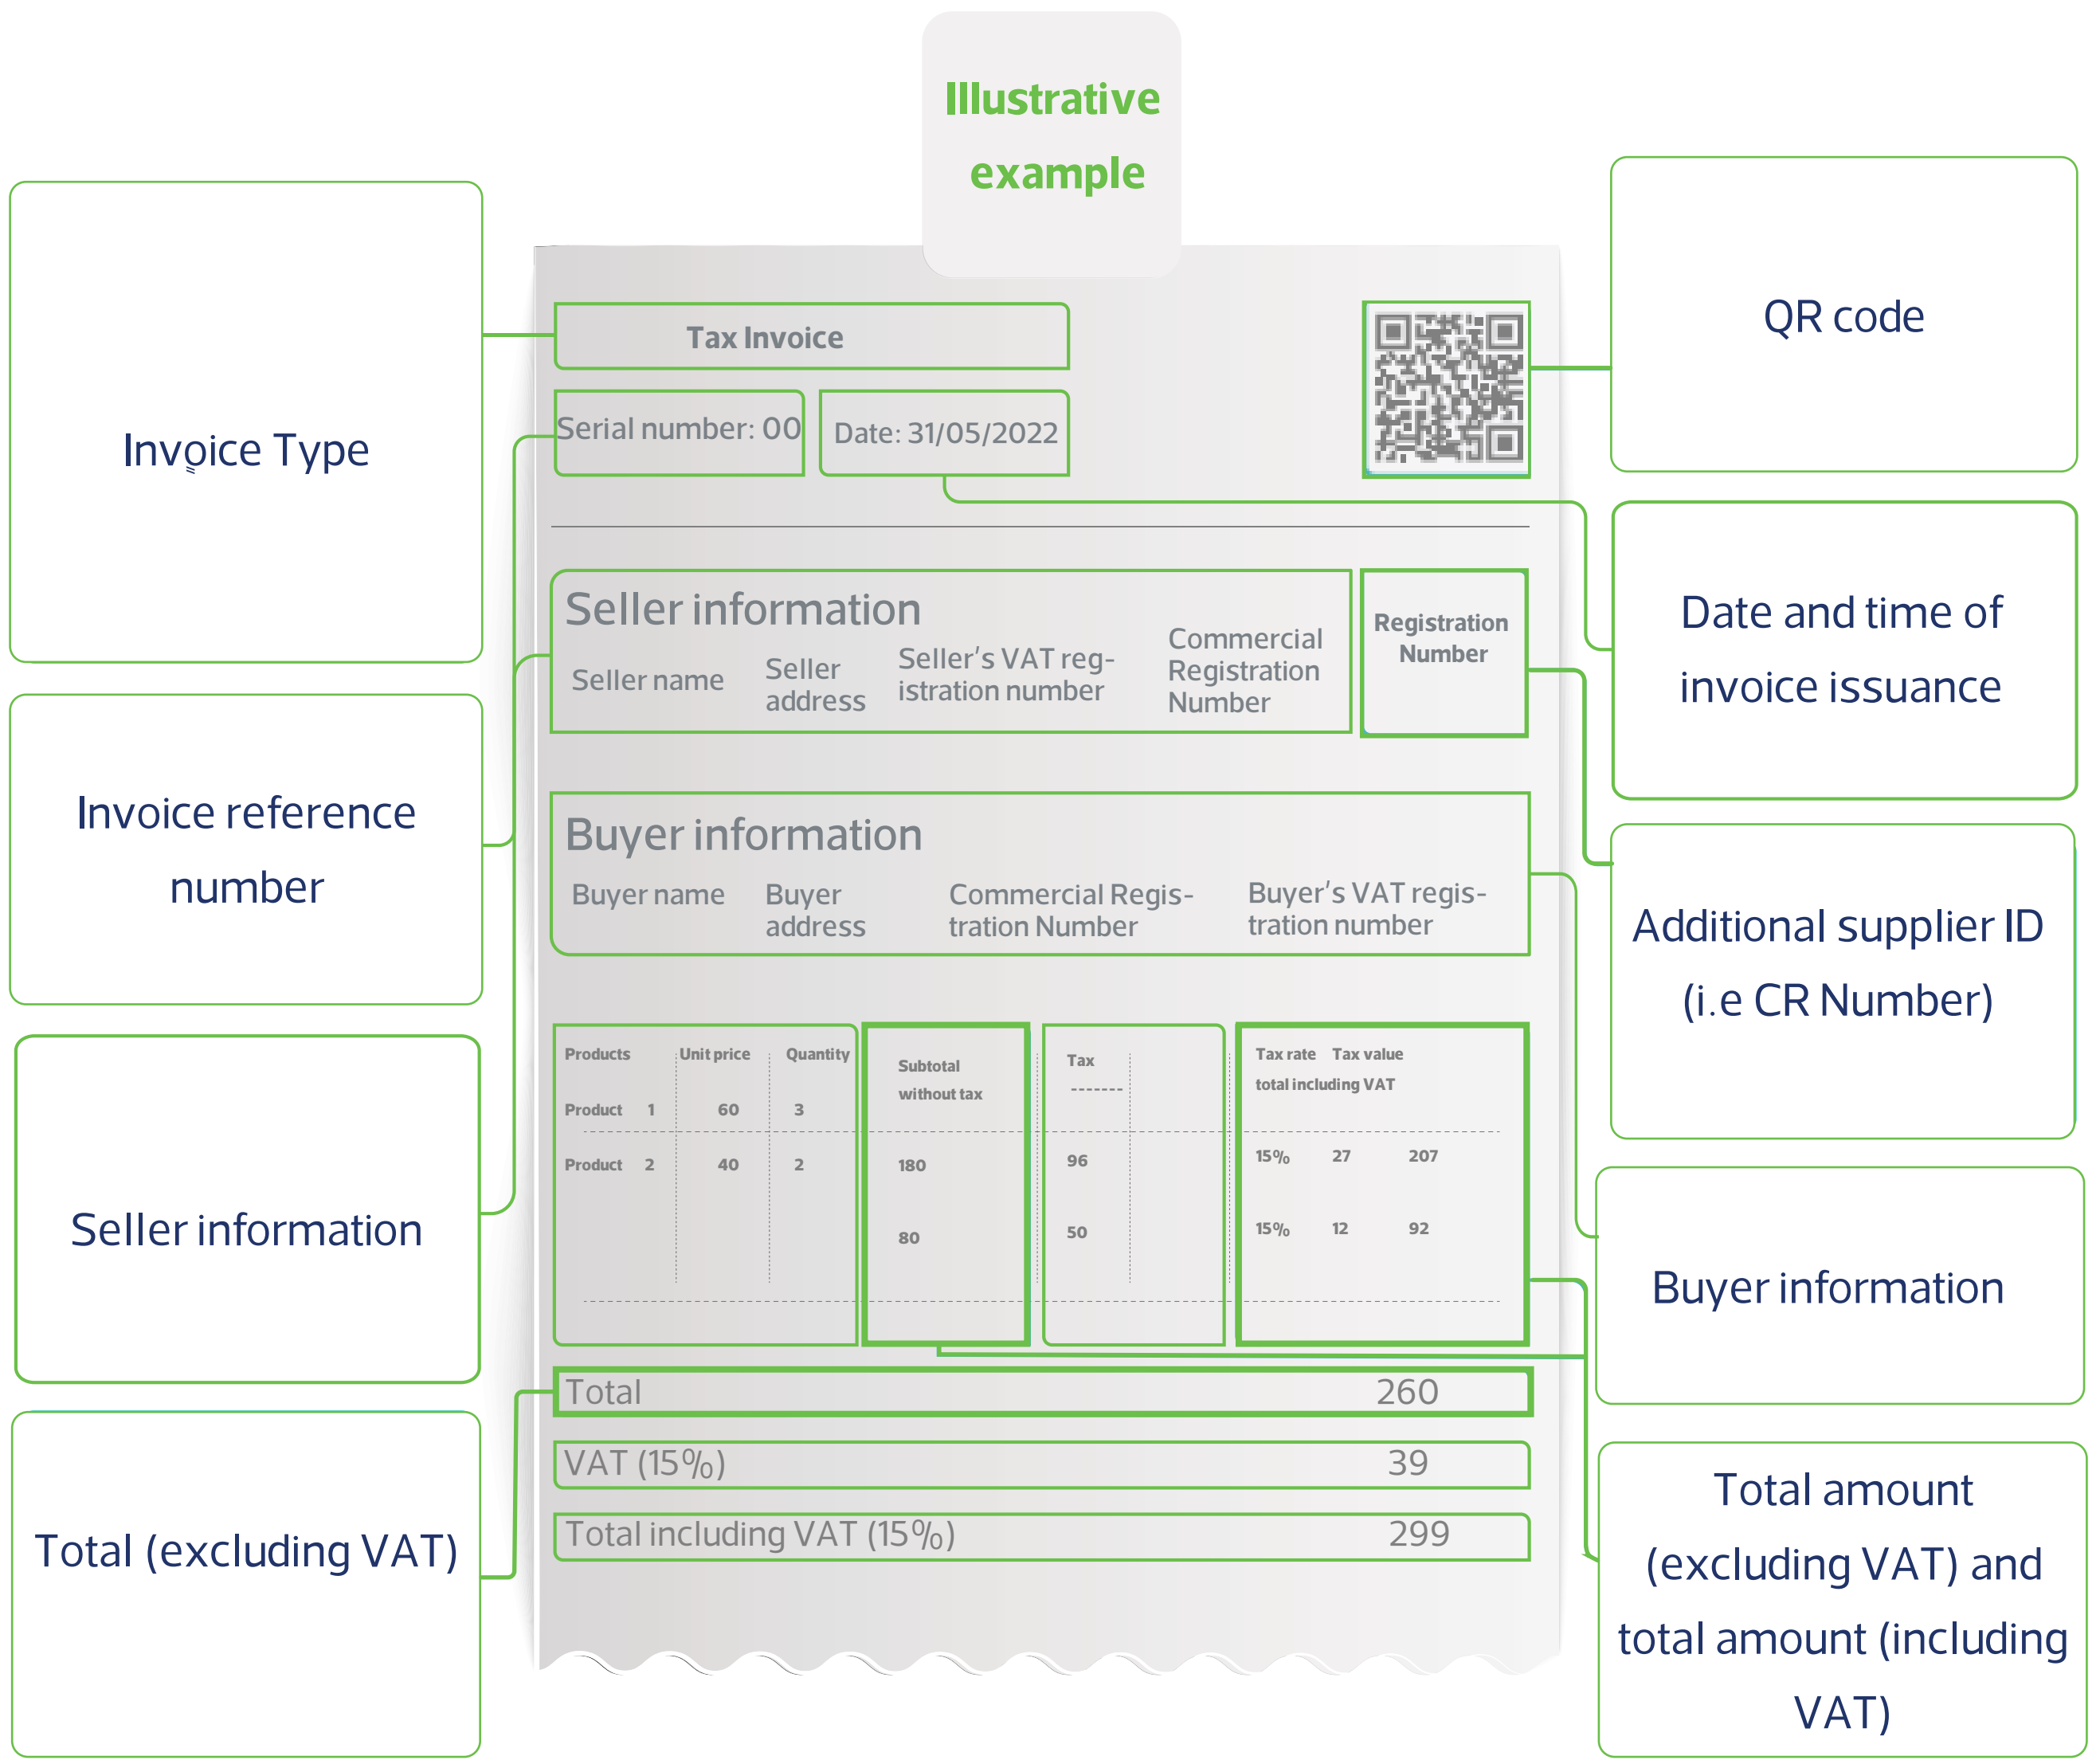 Illustrative
example
Invoice Type
Invoice reference
number
Seller information
Total (excluding VAT)
Tax Invoice
Serial number: 00
Date: 31/05/2022
Seller information
Seller name
Seller
address
Seller's VAT reg-
istration number
Commercial
Registration
Number
Registration
Number
Buyer information
Buyer name
Buyer
address
Commercial Regis-
tration Number
Buyer's VAT regis-
tration number
Products Unit price Quantity
Product 1 60 3
Product 2 40 2
Subtotal
without tax
180
80
Tax
-------
96
50
Tax rate Tax value
total including VAT
15% 27 207
15% 12 92
Total 260
VAT (15%) 39
Total including VAT (15%) 299
QR code
Date and time of
invoice issuance
Additional supplier ID
(i.e CR Number)
Buyer information
Total amount
(excluding VAT) and
total amount (including
VAT)